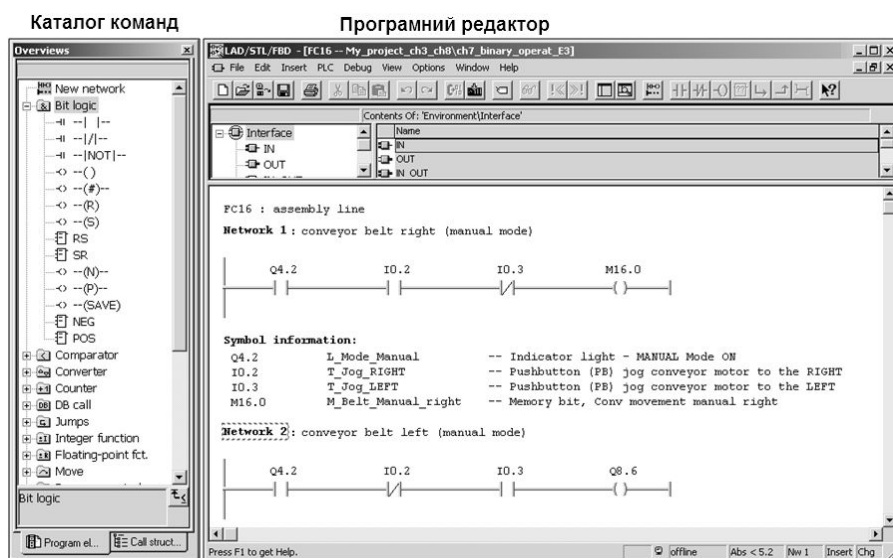 Каталог команд
Програмний редактор
Overviews
New network
Bit logic
--| |--
--|/|--
--|NOT|--
--( )
--(#)--
--(R)
--(S)
RS
SR
--(N)--
--(P)--
--(SAVE)
NEG
POS
Comparator
Converter
Counter
DB call
Jumps
Integer function
Floating-point fct.
Move
Bit logic
Program el... Call struct...
LAD/STL/FBD - [FC16 -- My_project_ch3_ch8\ch7_binary_operat_E3]
File Edit Insert PLC Debug View Options Window Help
Contents Of: 'Environment\Interface'
Interface
IN
OUT
Name
IN
OUT
IN_OUT
FC16 : assembly line
Network 1: conveyor belt right (manual mode)
Q4.2 I0.2 I0.3 M16.0
Symbol information:
Q4.2 L_Mode_Manual -- Indicator light - MANUAL Mode ON
I0.2 T_Jog_RIGHT -- Pushbutton (PB) jog conveyor motor to the RIGHT
I0.3 T_Jog_LEFT -- Pushbutton (PB) jog conveyor motor to the LEFT
M16.0 M_Belt_Manual_right -- Memory bit, Conv movement manual right
Network 2: conveyor belt left (manual mode)
Q4.2 I0.2 I0.3 Q8.6
Press F1 to get Help. offline Abs < 5.2 Nw 1 Insert Chg